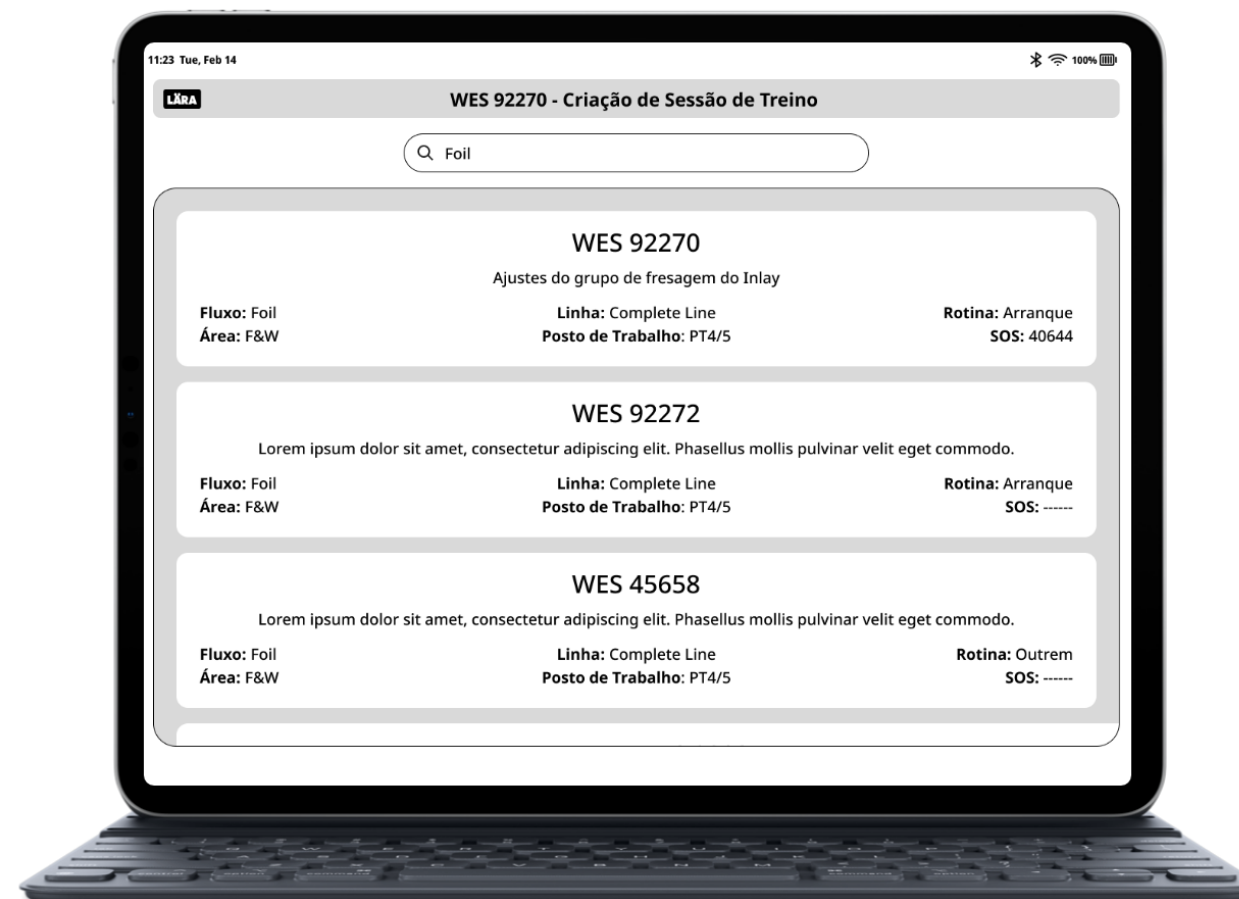 11:23 Tue, Feb 14
100%
LÄRA
WES 92270 - Criação de Sessão de Treino
Foil
WES 92270
Ajustes do grupo de fresagem do Inlay
Fluxo: Foil Linha: Complete Line Rotina: Arranque
Área: F&W Posto de Trabalho: PT4/5 SOS: 40644
WES 92272
Lorem ipsum dolor sit amet, consectetur adipiscing elit. Phasellus mollis pulvinar velit eget commodo.
Fluxo: Foil Linha: Complete Line Rotina: Arranque
Área: F&W Posto de Trabalho: PT4/5 SOS: ------
WES 45658
Lorem ipsum dolor sit amet, consectetur adipiscing elit. Phasellus mollis pulvinar velit eget commodo.
Fluxo: Foil Linha: Complete Line Rotina: Outrem
Área: F&W Posto de Trabalho: PT4/5 SOS: ------